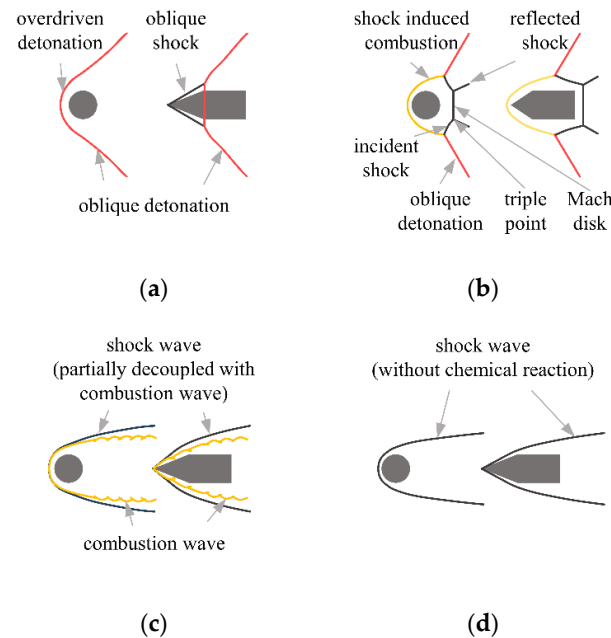 overdriven
detonation
oblique
shock
oblique detonation
(a)
shock induced
combustion
reflected
shock
incident
shock
oblique
detonation
triple
point
Mach
disk
(b)
shock wave
(partially decoupled with
combustion wave)
combustion wave
(c)
shock wave
(without chemical reaction)
(d)